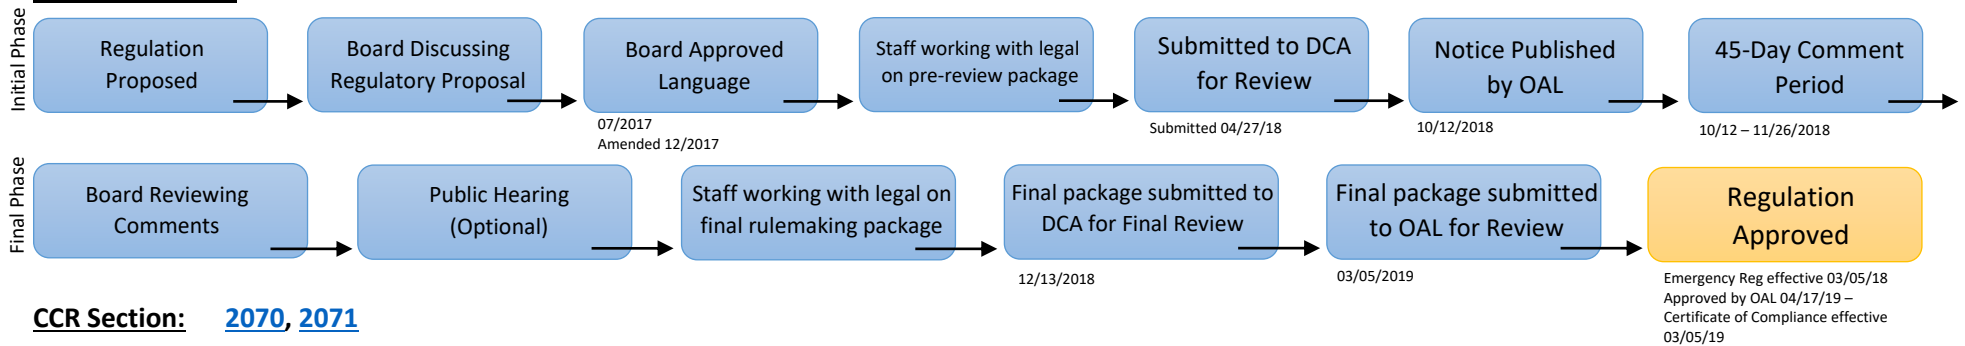 Initial Phase
Regulation
Proposed
Board Discussing
Regulatory Proposal
Board Approved
Language
07/2017
Amended 12/2017
Staff working with legal
on pre-review package
Submitted to DCA
for Review
Submitted 04/27/18
Notice Published
by OAL
10/12/2018
45-Day Comment
Period
10/12 – 11/26/2018
Final Phase
Board Reviewing
Comments
Public Hearing
(Optional)
Staff working with legal on
final rulemaking package
Final package submitted to
DCA for Final Review
12/13/2018
Final package submitted
to OAL for Review
03/05/2019
Regulation
Approved
Emergency Reg effective 03/05/18
Approved by OAL 04/17/19 –
Certificate of Compliance effective
03/05/19
CCR Section: 2070, 2071